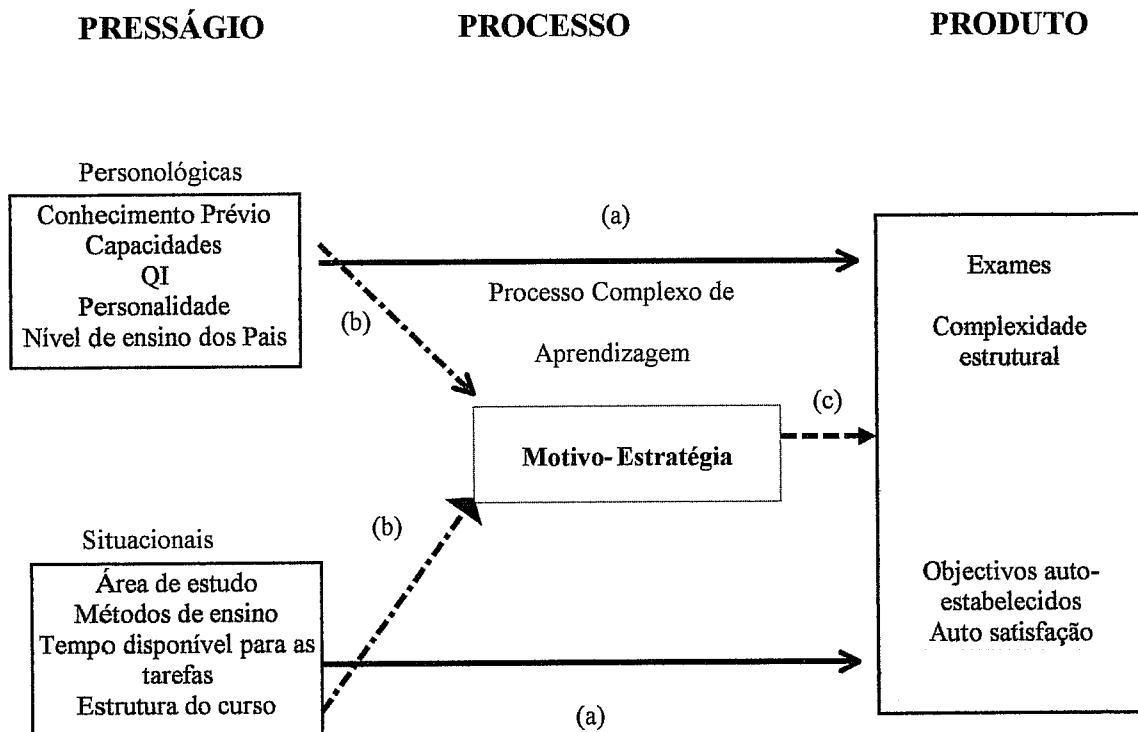 PRESSÁGIO
PROCESSO
PRODUTO
Personológicas
Conhecimento Prévio
Capacidades
QI
Personalidade
Nível de ensino dos Pais
(a)
Processo Complexo de
Aprendizagem
(b)
Motivo-Estratégia
(c)
Exames
Complexidade
estrutural
Situacionais
Área de estudo
Métodos de ensino
Tempo disponível para as
tarefas
Estrutura do curso
(b)
(a)
Objectivos auto-
estabelecidos
Auto satisfação